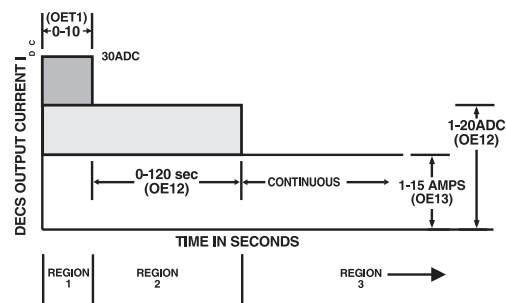 (OET1)
0-10
30ADC
DECS OUTPUT CURRENT I DC
1-20ADC
(OE12)
0-120 sec
(OE12)
CONTINUOUS
1-15 AMPS
(OE13)
TIME IN SECONDS
REGION
1
REGION
2
REGION
3